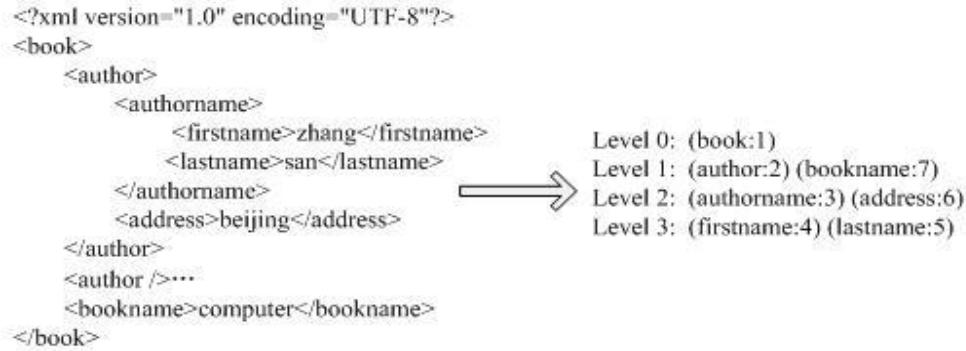 <?xml version="1.0" encoding="UTF-8"?>
<book>
<author>
<authorname>
<firstname>zhang</firstname>
<lastname>san</lastname>
</authorname>
<address>beijing</address>
</author>
<author />···
<bookname>computer</bookname>
</book>
Level 0: (book:1)
Level 1: (author:2) (bookname:7)
Level 2: (authorname:3) (address:6)
Level 3: (firstname:4) (lastname:5)